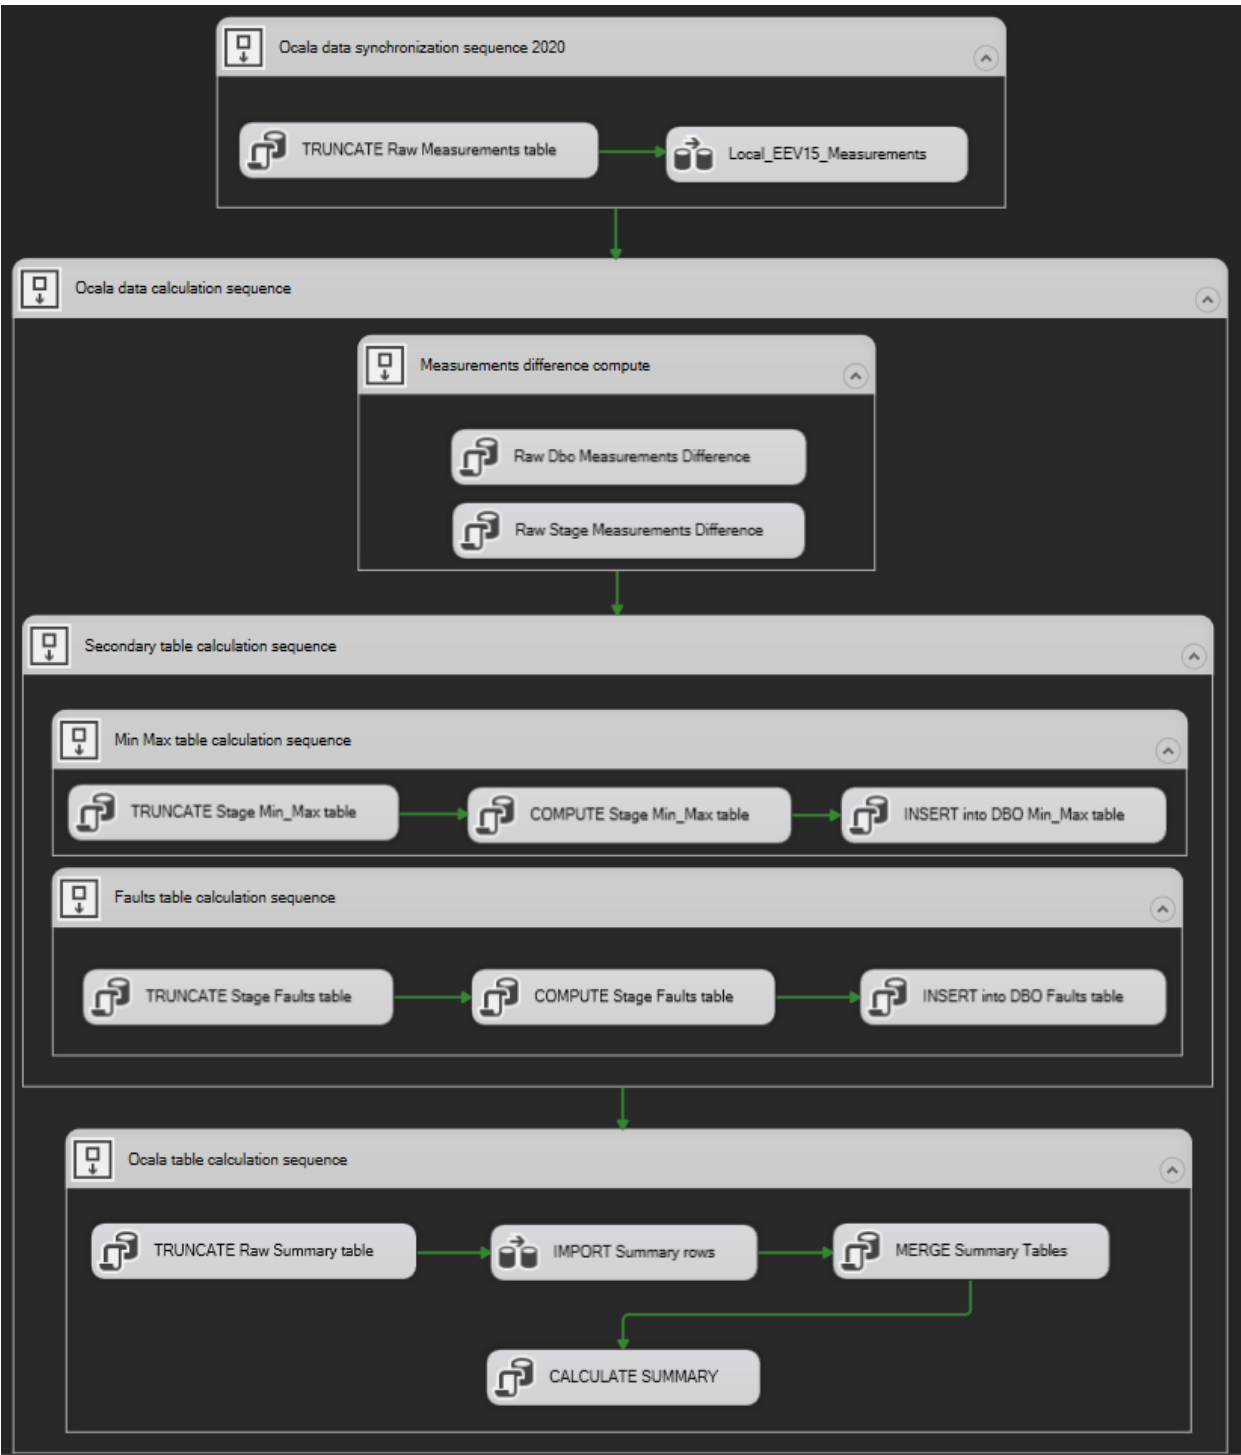 Ocala data synchronization sequence 2020
TRUNCATE Raw Measurements table
Local_EEV15_Measurements
Ocala data calculation sequence
Measurements difference compute
Raw Dbo Measurements Difference
Raw Stage Measurements Difference
Secondary table calculation sequence
Min Max table calculation sequence
TRUNCATE Stage Min_Max table
COMPUTE Stage Min_Max table
INSERT into DBO Min_Max table
Faults table calculation sequence
TRUNCATE Stage Faults table
COMPUTE Stage Faults table
INSERT into DBO Faults table
Ocala table calculation sequence
TRUNCATE Raw Summary table
IMPORT Summary rows
MERGE Summary Tables
CALCULATE SUMMARY